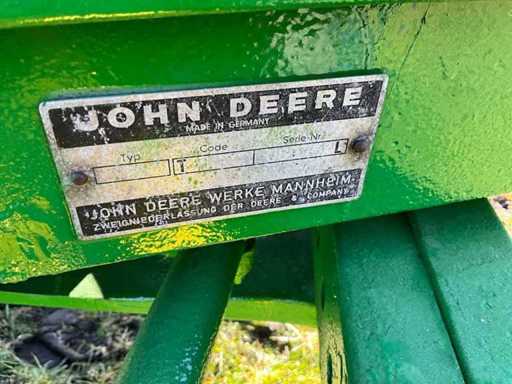 JOHN DEERE
MADE IN GERMANY
Typ Code Serie-Nr.
T L
JOHN DEERE WERKE MANNHEIM
ZWEIGNIEDERLASSUNG DER DEERE & COMPANY